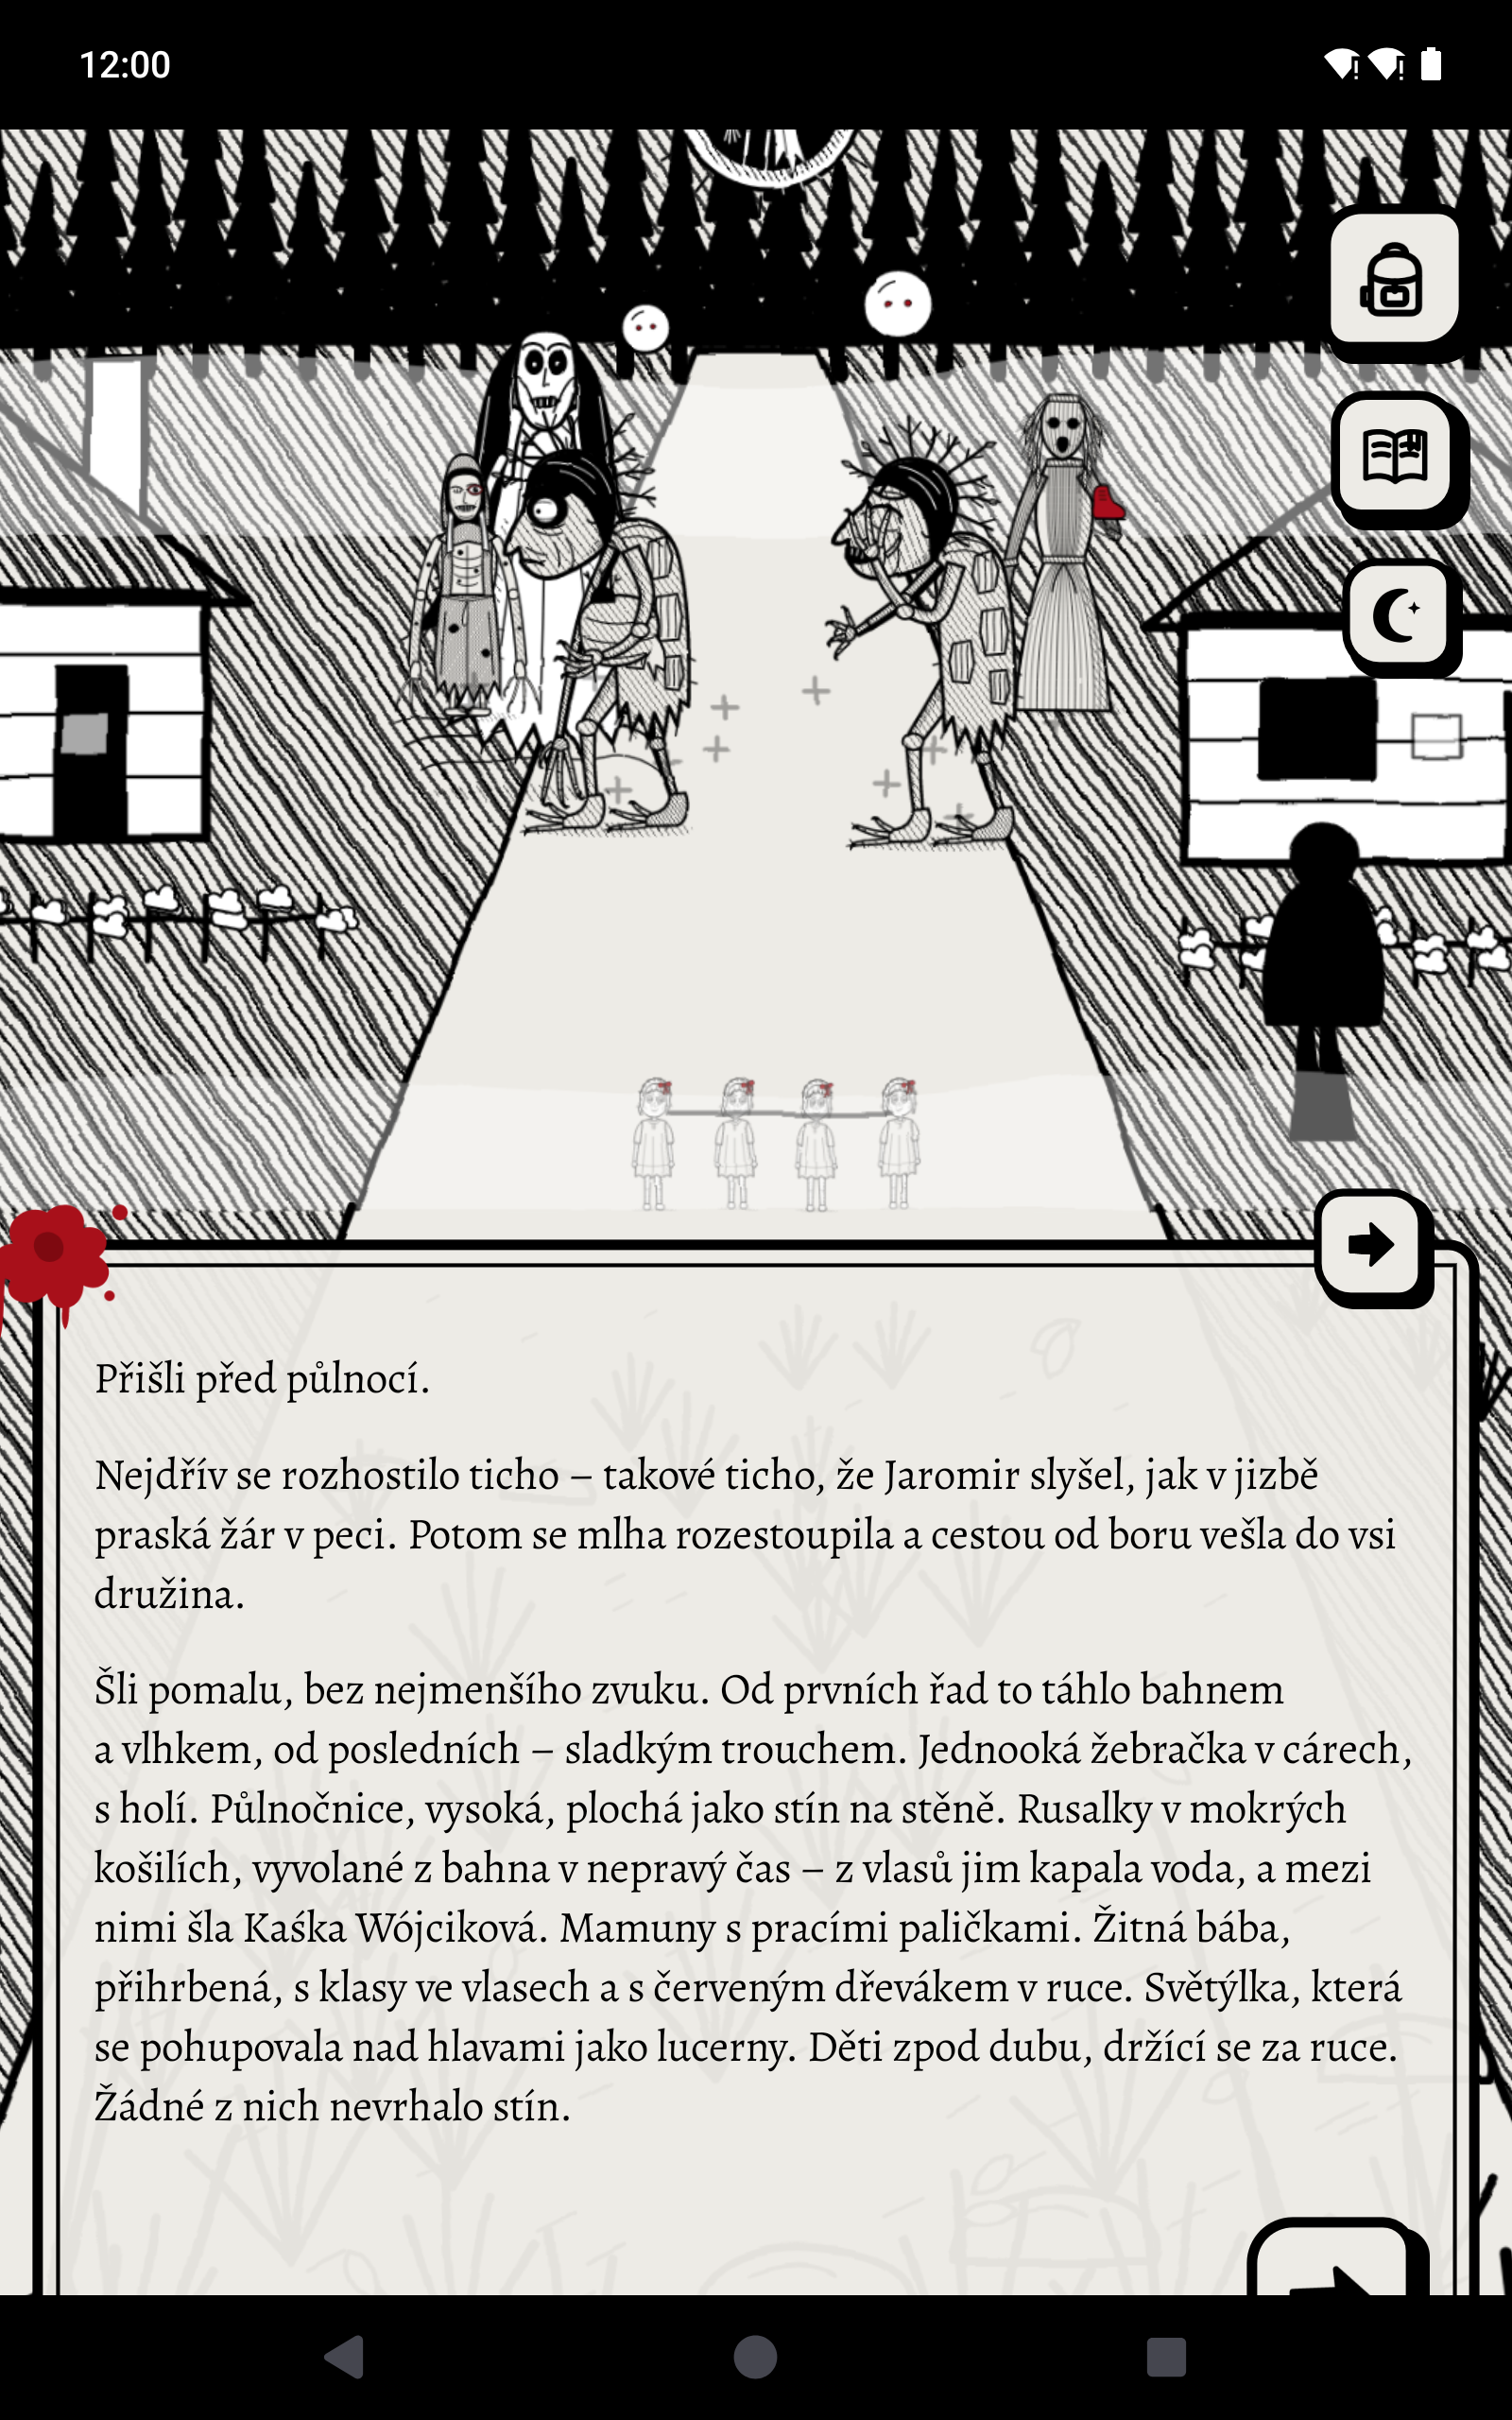 12:00
Přišli před půlnocí.
Nejdřív se rozhostilo ticho – takové ticho, že Jaromir slyšel, jak v jizbě
praská žár v peci. Potom se mlha rozestoupila a cestou od boru vešla do vsi
družina.
Šli pomalu, bez nejmenšího zvuku. Od prvních řad to táhlo bahnem
a vlhkem, od posledních – sladkým trouchem. Jednooká žebračka v cárech,
s holí. Půlnočnice, vysoká, plochá jako stín na stěně. Rusalky v mokrých
košilích, vyvolané z bahna v nepravý čas – z vlasů jim kapala voda, a mezi
nimi šla Kaśka Wójciková. Mamuny s pracími paličkami. Žitná bába,
přihrbená, s klasy ve vlasech a s červeným dřevákem v ruce. Světýlka, která
se pohupovala nad hlavami jako lucerny. Děti zpod dubu, držící se za ruce.
Žádné z nich nevrhalo stín.